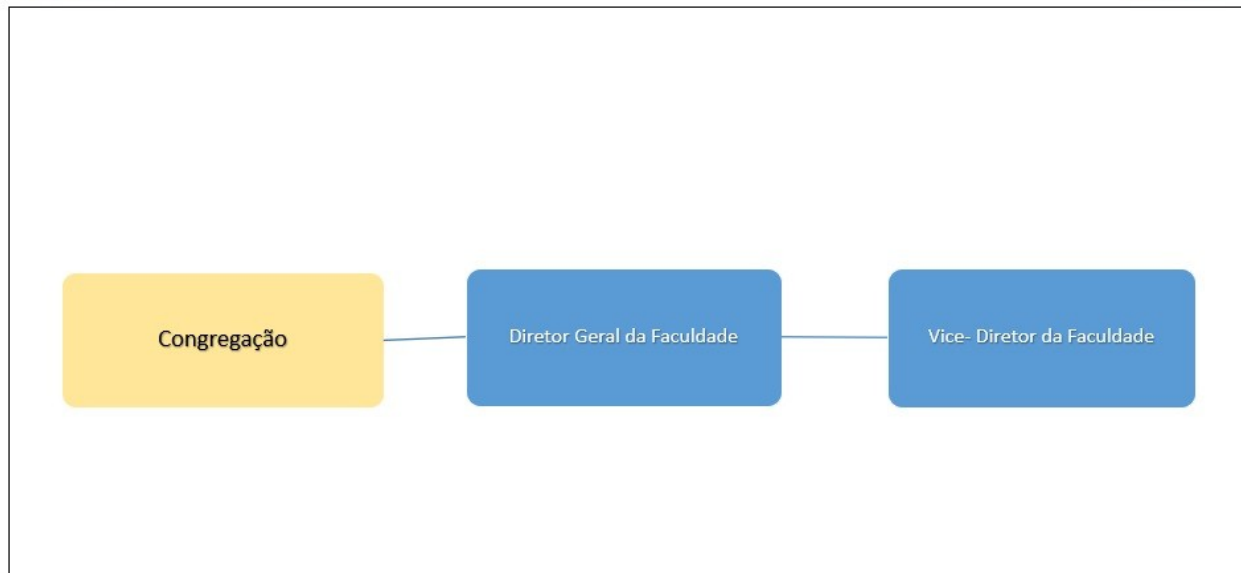 Congregação
Diretor Geral da Faculdade
Vice- Diretor da Faculdade